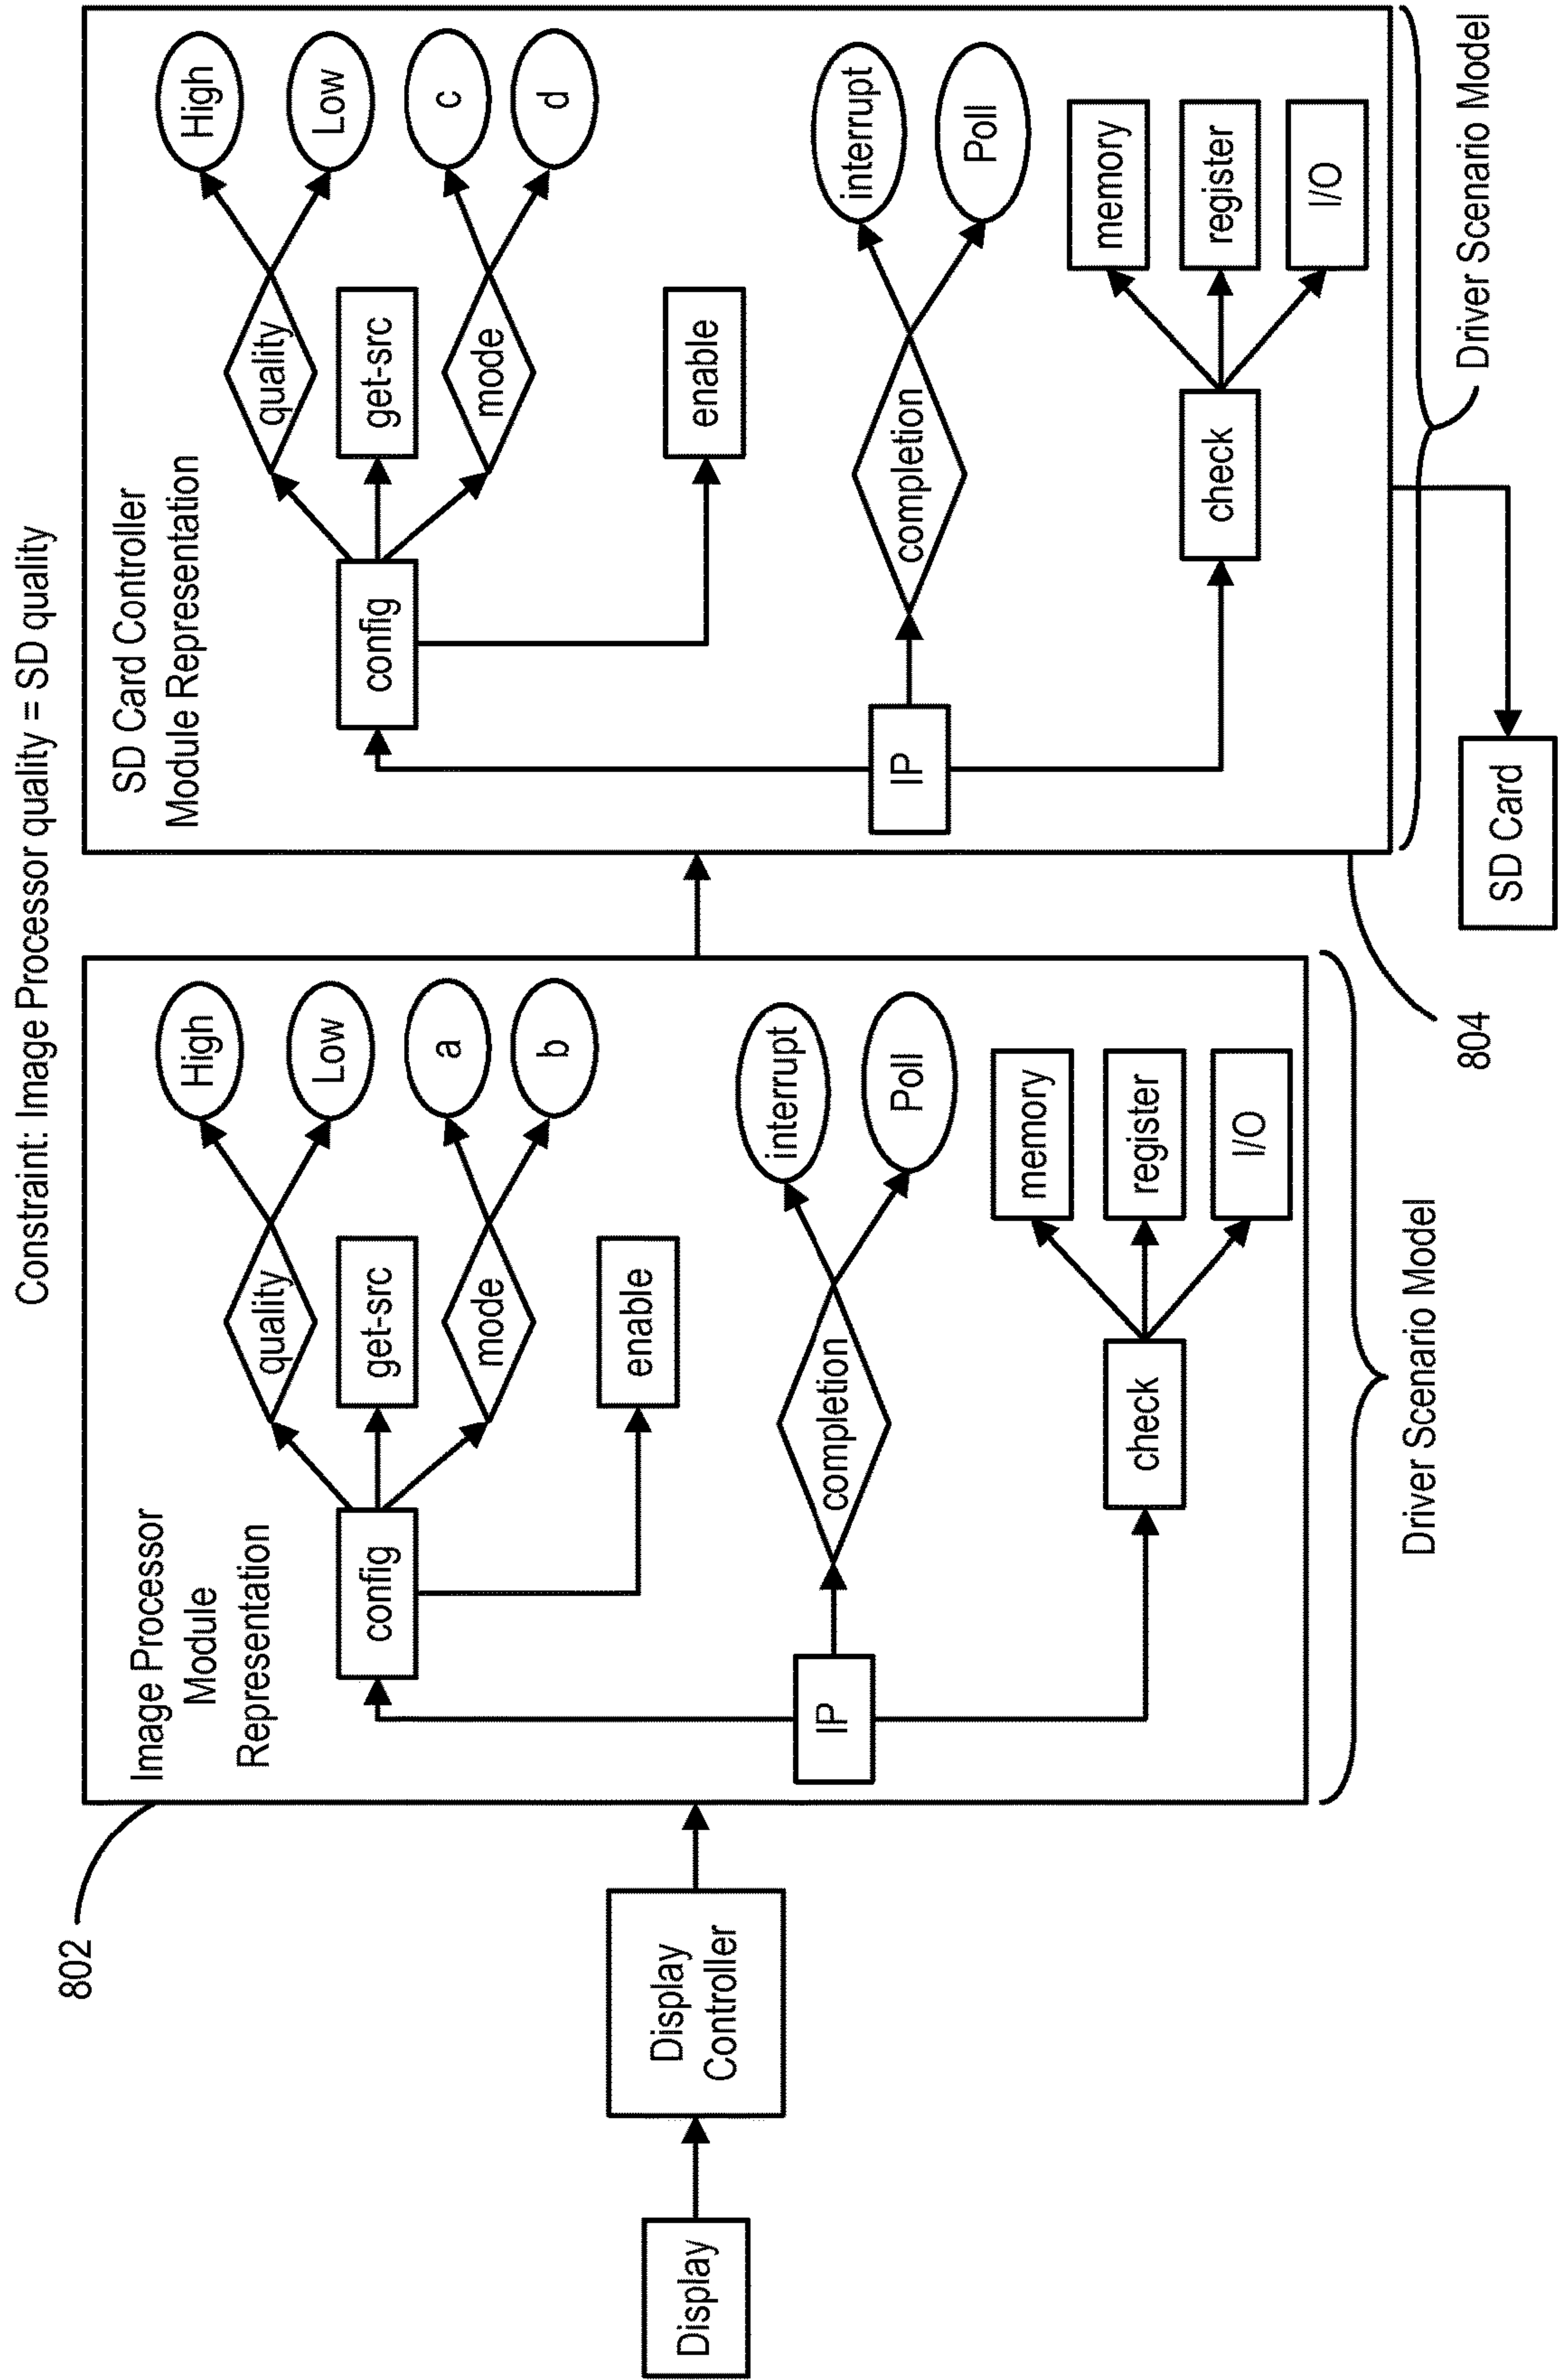 Constraint: Image Processor quality = SD quality
802
Display
Display
Controller
Image Processor
Module
Representation
config
quality
High
Low
get-src
mode
a
b
enable
IP
completion
interrupt
Poll
check
memory
register
I/O
Driver Scenario Model
SD Card Controller
Module Representation
config
quality
High
Low
get-src
mode
c
d
enable
IP
completion
interrupt
Poll
check
memory
register
I/O
Driver Scenario Model
804
SD Card